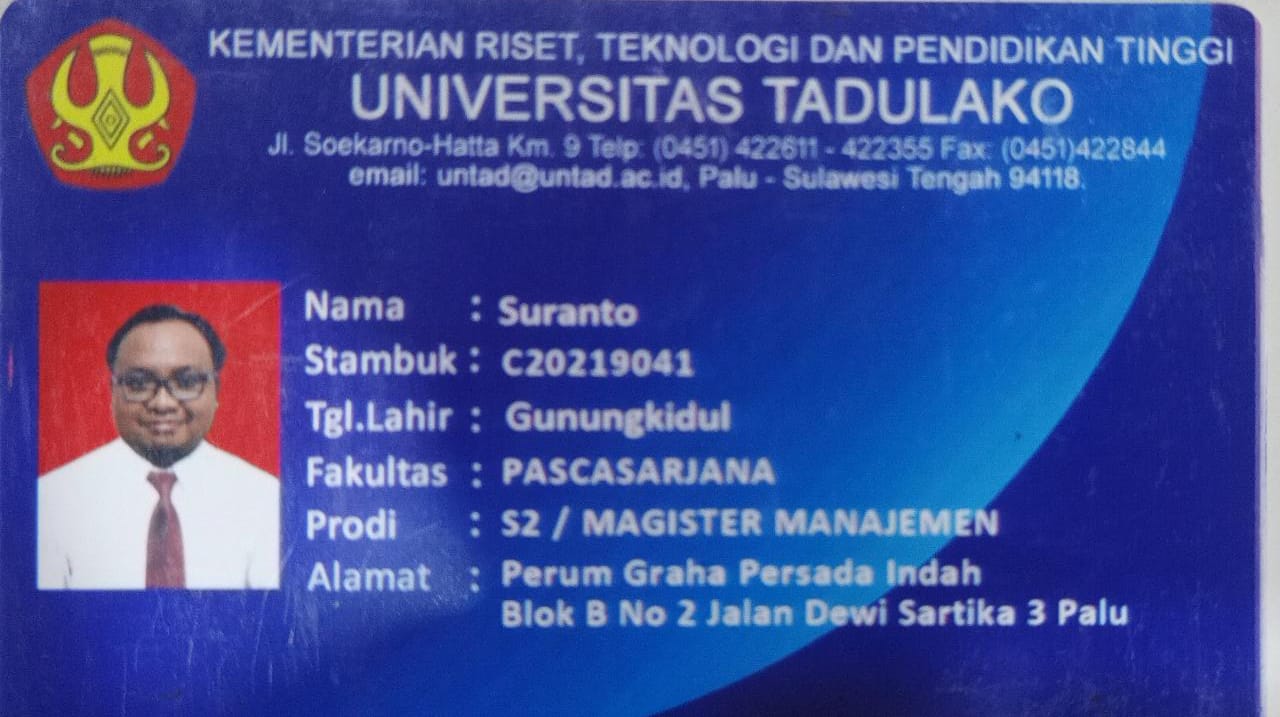 KEMENTERIAN RISET, TEKNOLOGI DAN PENDIDIKAN TINGGI
UNIVERSITAS TADULAKO
Jl. Soekarno-Hatta Km. 9 Telp: (0451) 422611 - 422355 Fax: (0451)422844
email: untad@untad.ac.id, Palu - Sulawesi Tengah 94118.
Nama : Suranto
Stambuk : C20219041
Tgl.Lahir : Gunungkidul
Fakultas : PASCASARJANA
Prodi : S2 / MAGISTER MANAJEMEN
Alamat : Perum Graha Persada Indah
Blok B No 2 Jalan Dewi Sartika 3 Palu